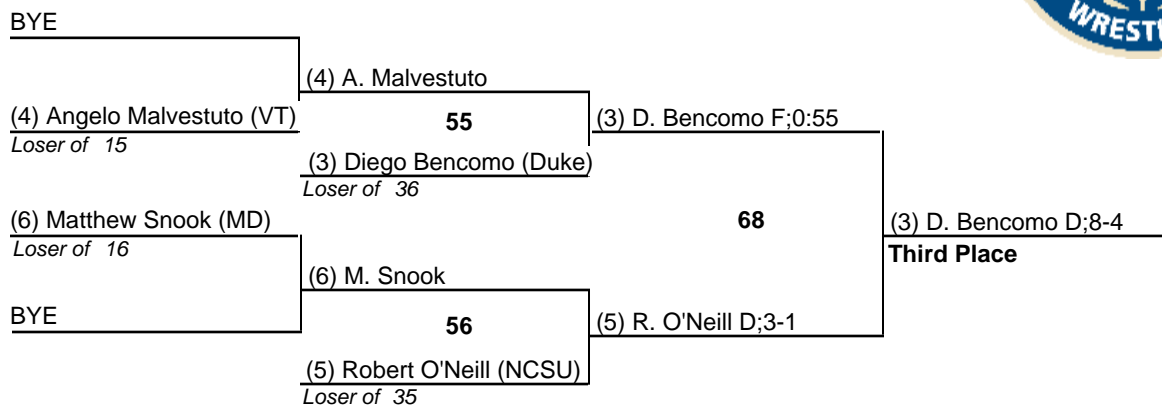 BYE
(4) A. Malvestuto
(4) Angelo Malvestuto (VT)
Loser of 15
55
(3) D. Bencomo F;0:55
(3) Diego Bencomo (Duke)
Loser of 36
(6) Matthew Snook (MD)
Loser of 16
68
(3) D. Bencomo D;8-4
Third Place
(6) M. Snook
BYE
56
(5) R. O'Neill D;3-1
(5) Robert O'Neill (NCSU)
Loser of 35